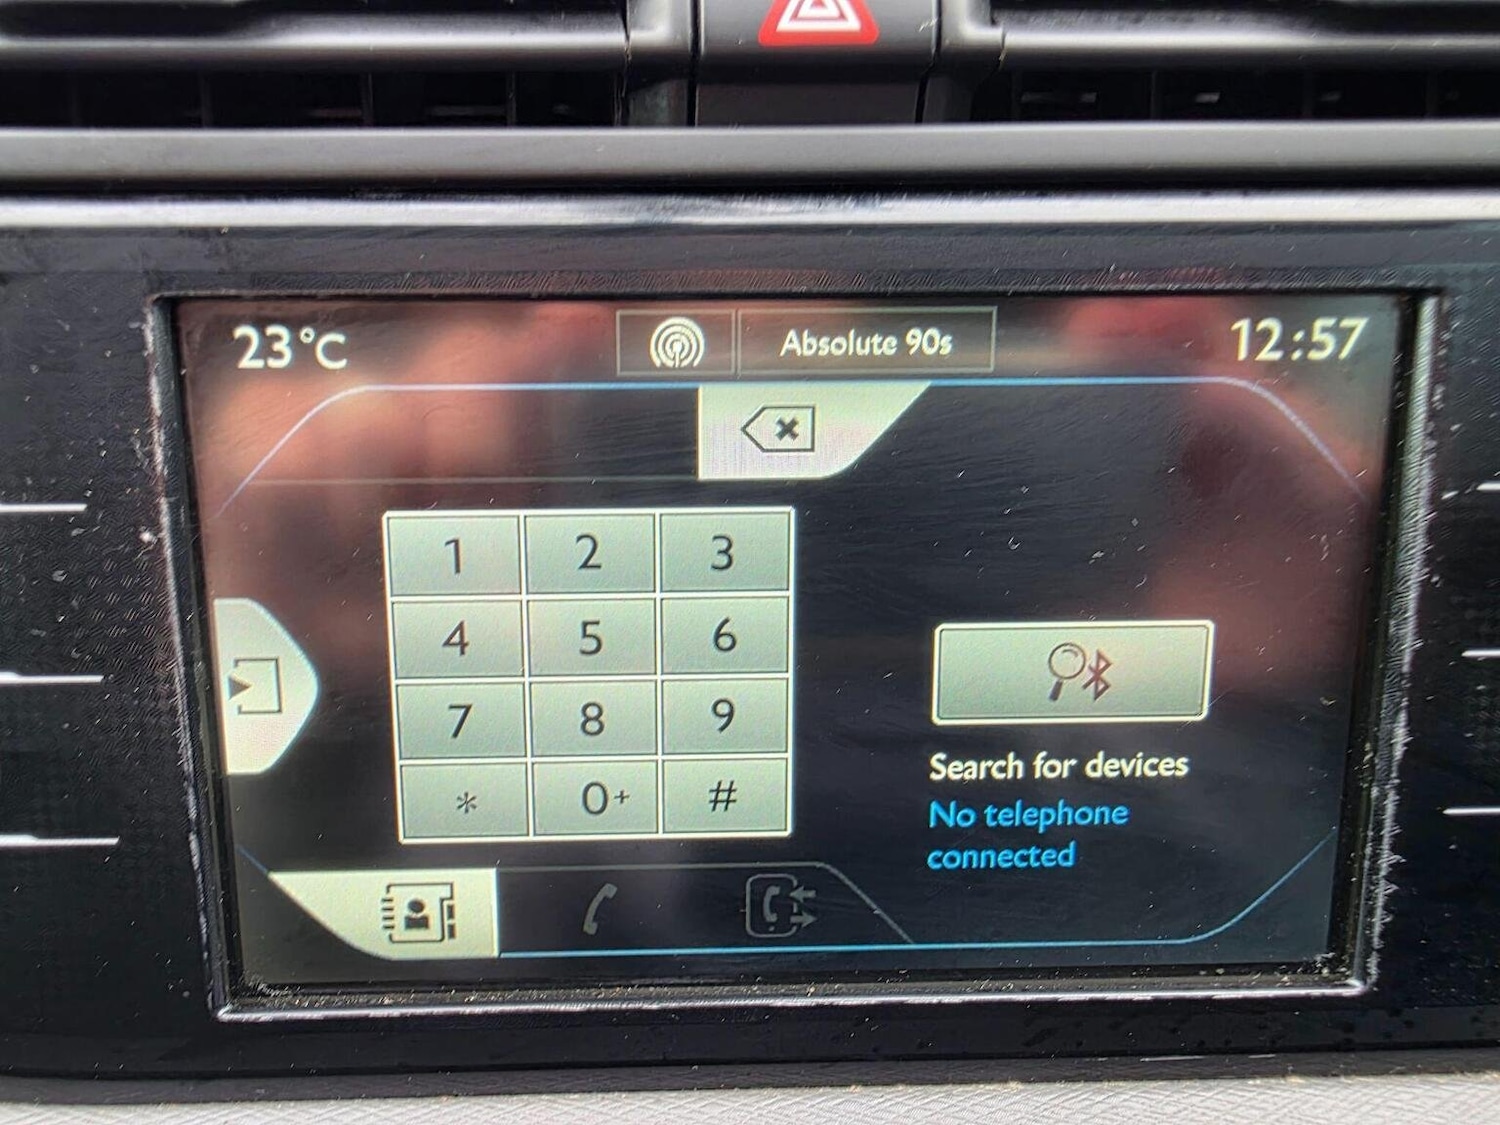 23°C
Absolute 90s
12:57
1 2 3
4 5 6
7 8 9
* 0+ #
Search for devices
No telephone
connected